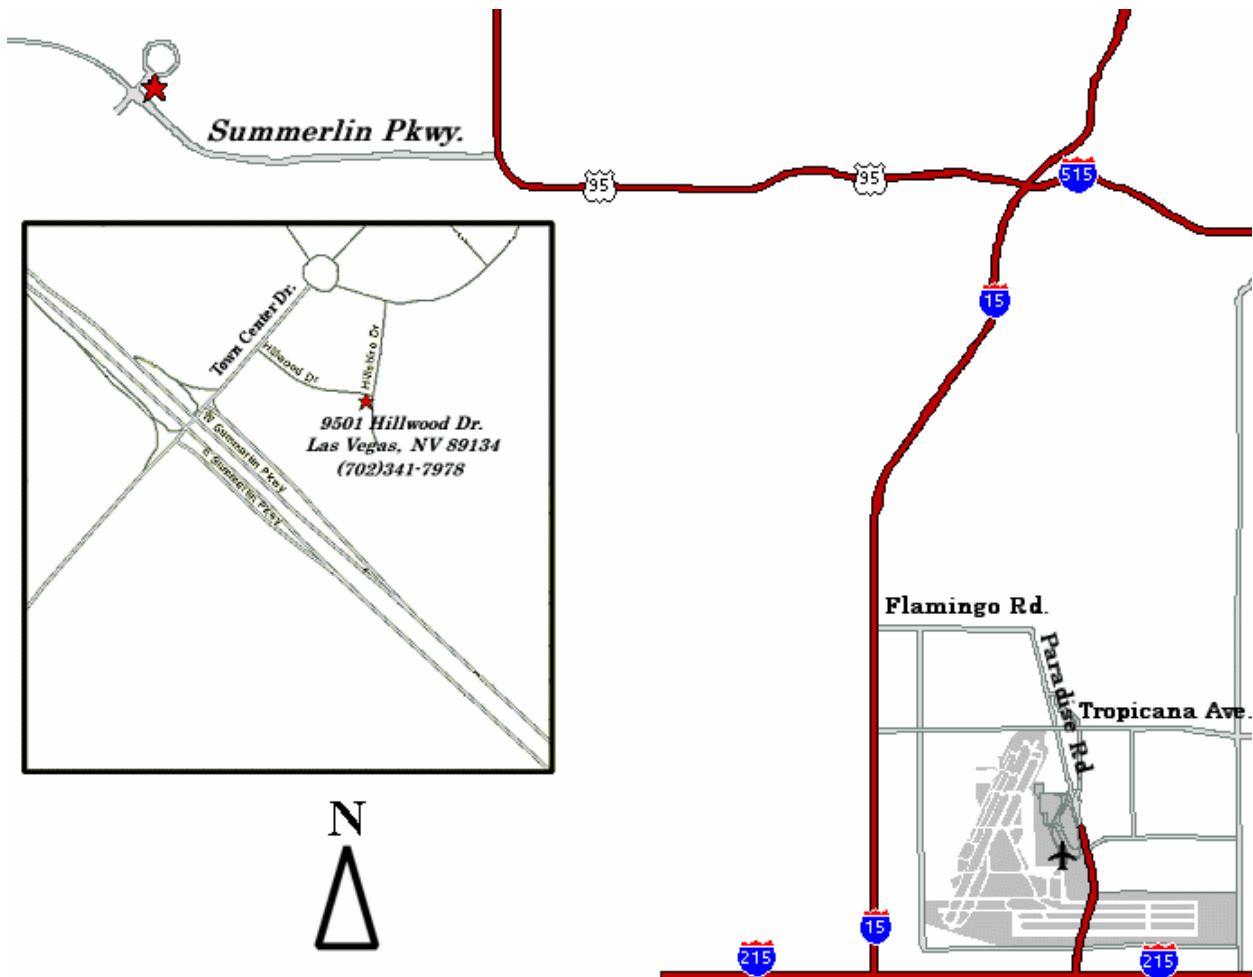 Summerlin Pkwy.
95
95
515
15
Town Center Dr.
Hillwood Dr
Hillshire Dr
9501 Hillwood Dr.
Las Vegas, NV 89134
(702)341-7978
W Summerlin Pkwy
E Summerlin Pkwy
Flamingo Rd.
Paradise Rd
Tropicana Ave.
N
15
215
215